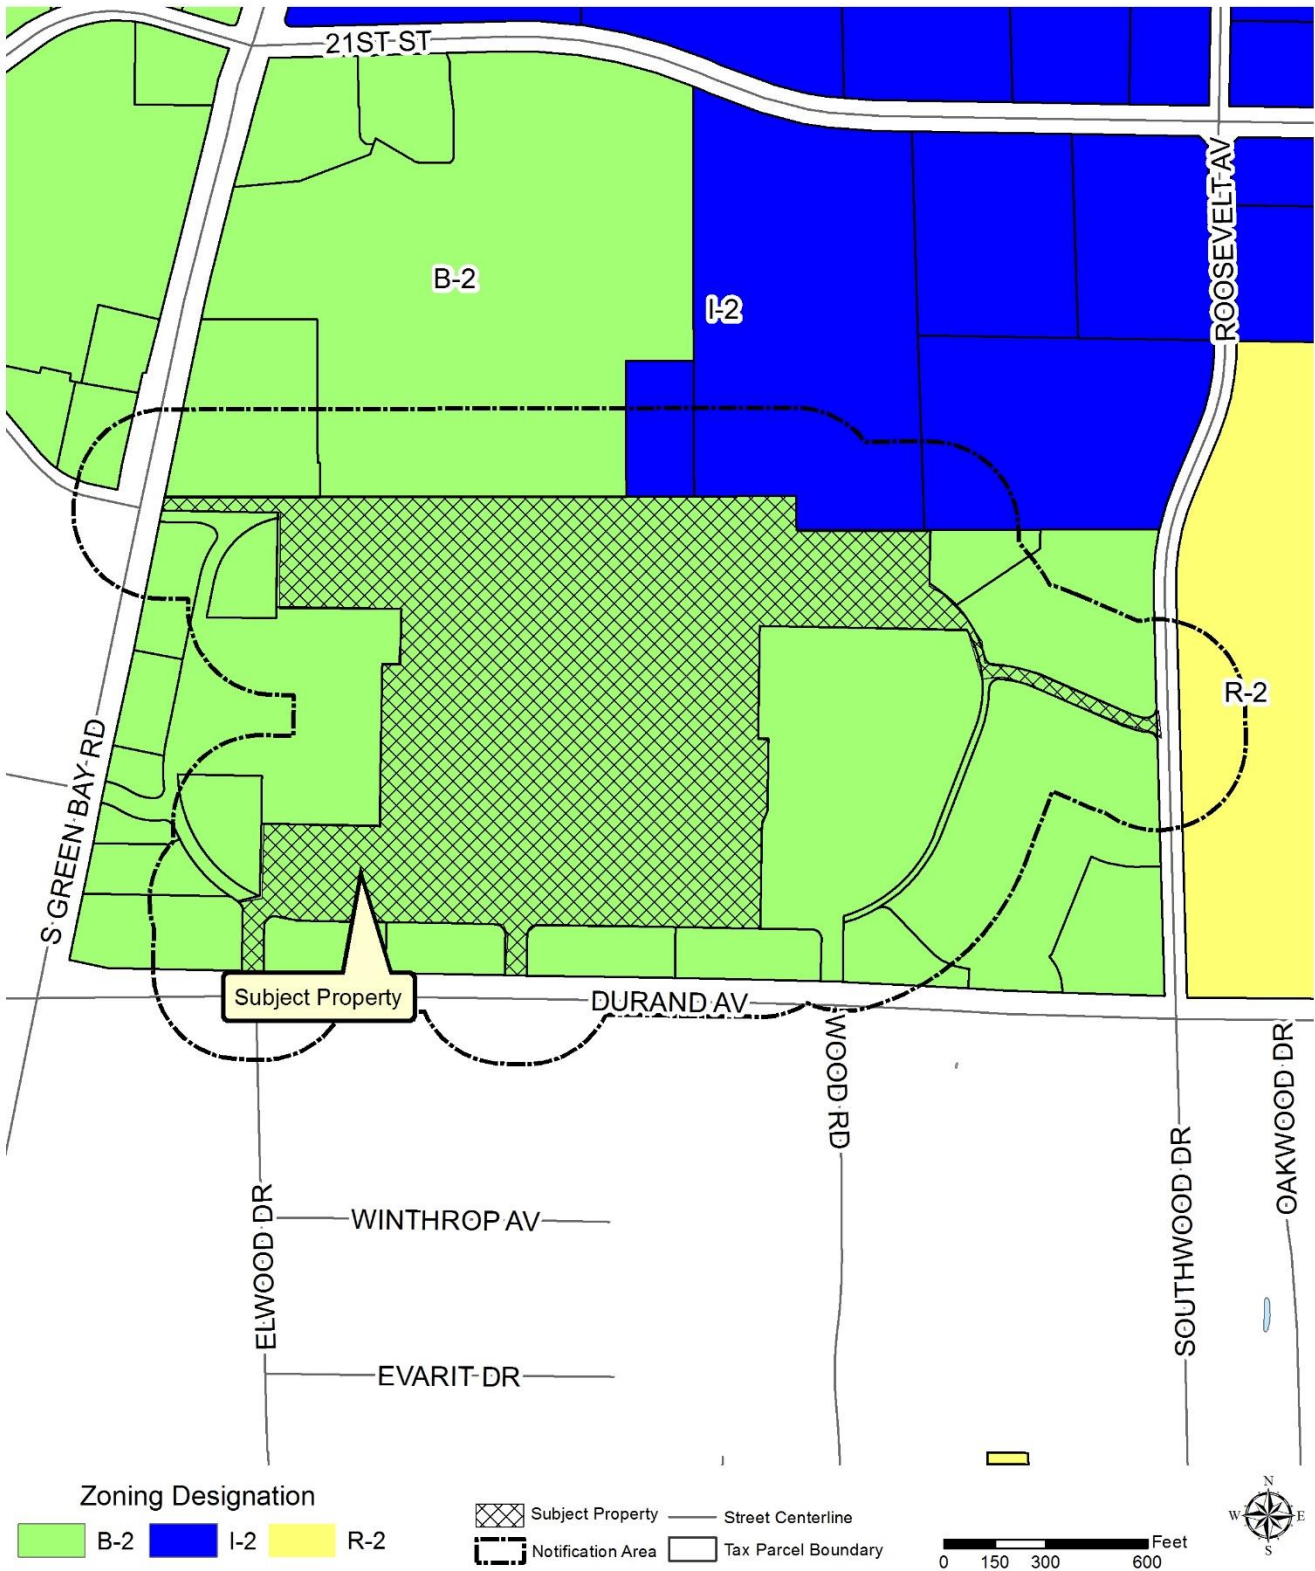 21ST ST
B-2
I-2
ROOSEVELT AV
R-2
S GREEN BAY RD
Subject Property
DURAND AV
WOOD RD
ELWOOD DR
WINTHROP AV
EVARIT DR
SOUTHWOOD DR
OAKWOOD DR
Zoning Designation
B-2 I-2 R-2
Subject Property Street Centerline
Notification Area Tax Parcel Boundary
Feet
0 150 300 600
N
W E
S